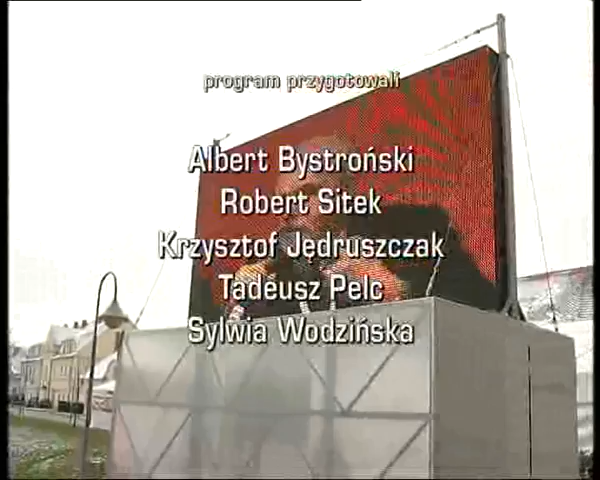 program przygotowali
Albert Bystroński
Robert Sitek
Krzysztof Jędruszczak
Tadeusz Pelc
Sylwia Wodzińska